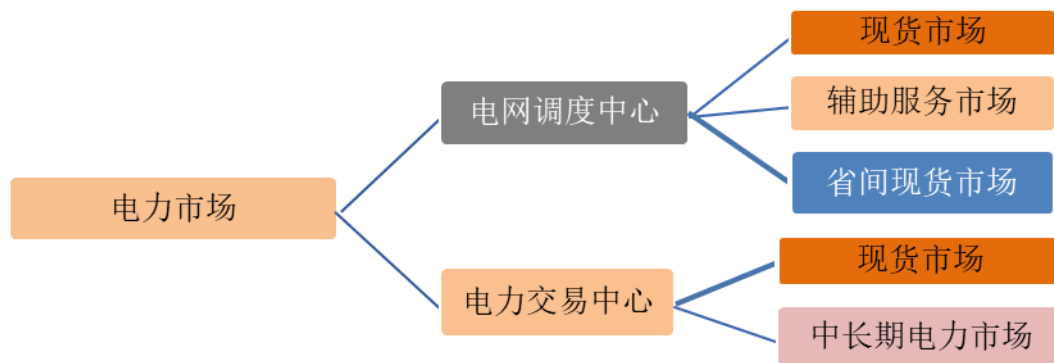 现货市场
电网调度中心
辅助服务市场
省间现货市场
电力市场
现货市场
电力交易中心
中长期电力市场